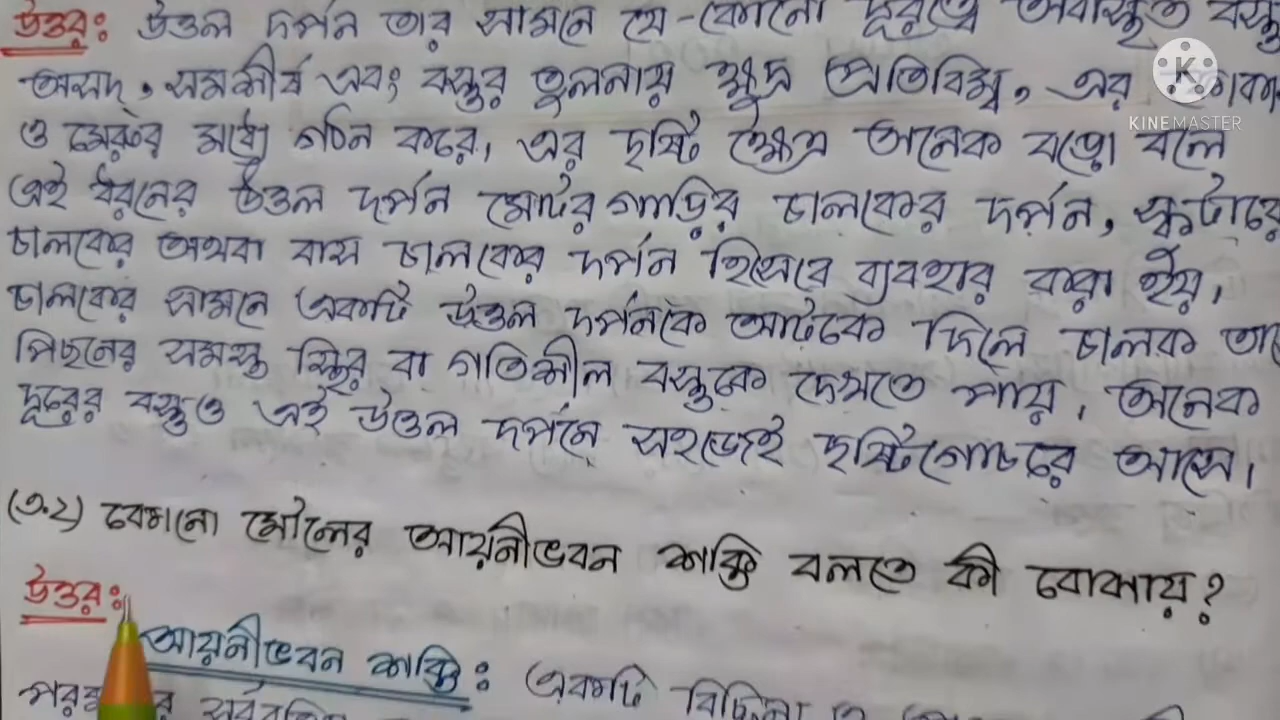 উত্তরঃ উত্তল দর্পন তার সামনে যে-কোনো দূরত্বে অবস্থিত বস্তু
অসদ্, সমশীর্ষ এবং বস্তুর তুলনায় ক্ষুদ্র প্রতিবিম্ব, এর
ও মেরুর মধ্যে গঠন করে, এর দৃষ্টি ক্ষেত্র অনেক বড়ো বলে
এই ধরনের উত্তল দর্পন মোটর গাড়ির চালকের দর্পন, স্কুটারের
চালকের অথবা বাস চালকের দর্পন হিসেবে ব্যবহার করা হয়,
চালকের সামনে একটি উত্তল দর্পনকে আটকে দিলে চালক তার
পিছনের সমস্ত স্থির বা গতিশীল বস্তুকে দেখতে পায়, অনেক
দূরের বস্তুও এই উত্তল দর্পনে সহজেই দৃষ্টিগোচরে আসে।
(৩.২) কোনো মৌলের আয়নীভবন শক্তি বলতে কী বোঝায়?
উত্তরঃ
আয়নীভবন শক্তি: একটি বিচ্ছিন্ন ও
KINEMASTER